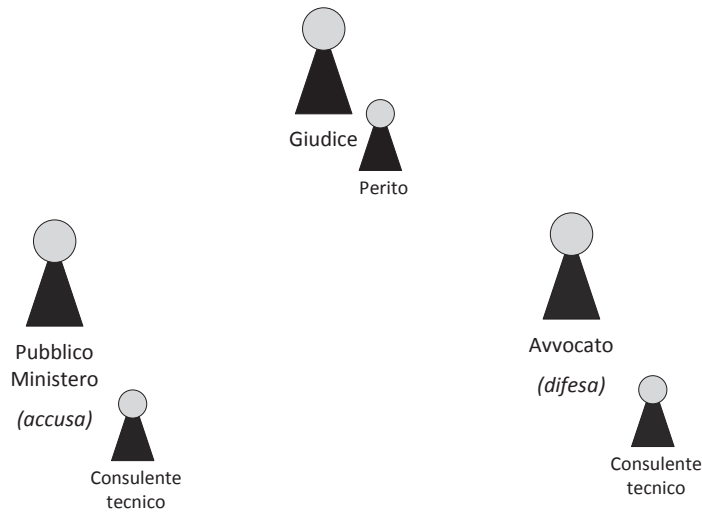 Giudice
Perito
Pubblico
Ministero
(accusa)
Consulente
tecnico
Avvocato
(difesa)
Consulente
tecnico